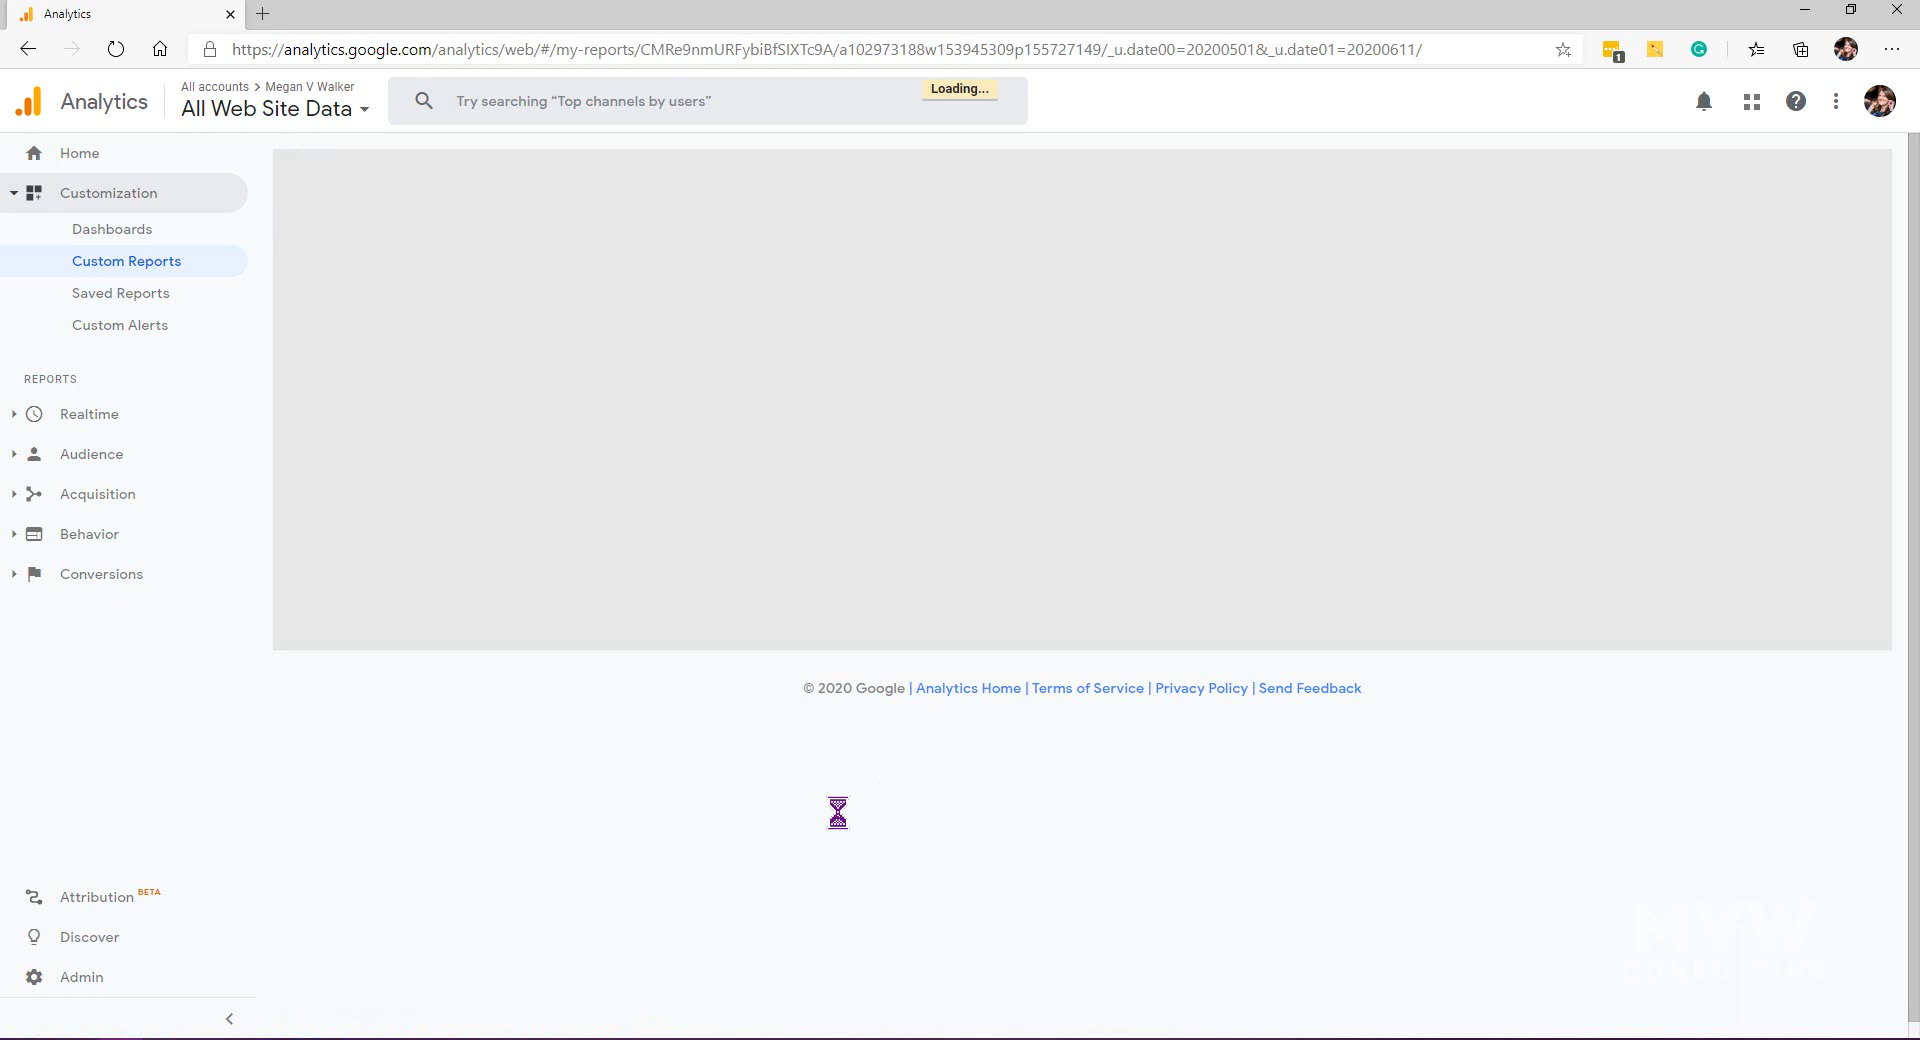 Analytics
https://analytics.google.com/analytics/web/#/my-reports/CMRe9nmURFybiBfSIXTc9A/a102973188w153945309p155727149/_u.date00=20200501&_u.date01=20200611/
1
Analytics
All accounts > Megan V Walker
All Web Site Data
Try searching “Top channels by users”
Loading...
Home
Customization
Dashboards
Custom Reports
Saved Reports
Custom Alerts
REPORTS
Realtime
Audience
Acquisition
Behavior
Conversions
© 2020 Google | Analytics Home | Terms of Service | Privacy Policy | Send Feedback
Attribution BETA
Discover
Admin